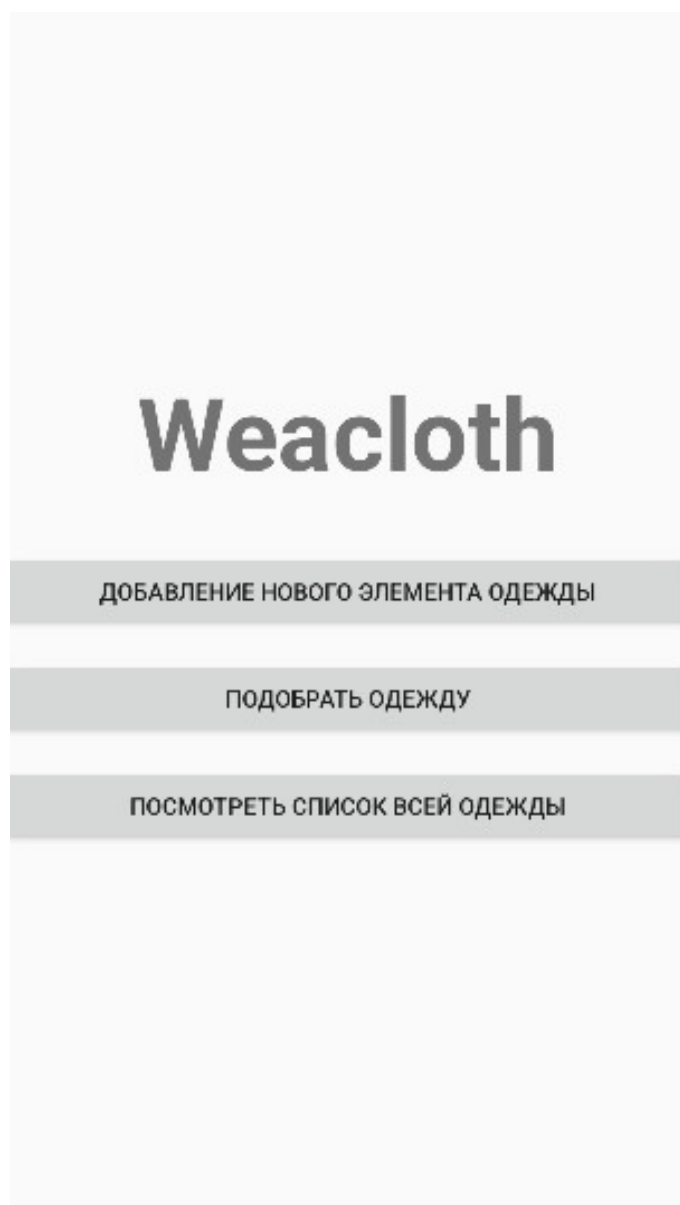 Weacloth
ДОБАВЛЕНИЕ НОВОГО ЭЛЕМЕНТА ОДЕЖДЫ
ПОДОБРАТЬ ОДЕЖДУ
ПОСМОТРЕТЬ СПИСОК ВСЕЙ ОДЕЖДЫ